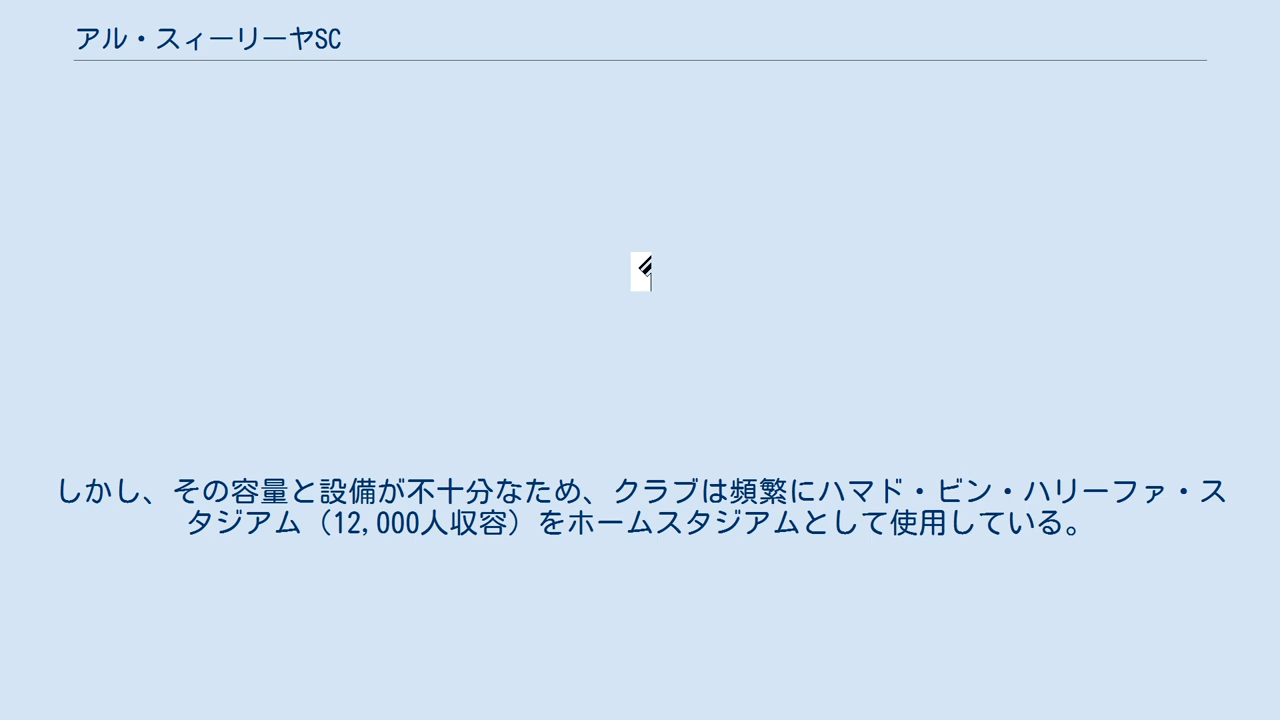 アル・スィーリーヤSC
しかし、その容量と設備が不十分なため、クラブは頻繁にハマド・ビン・ハリーファァ・ス
タジアム（12,000人収容）をホームスタジアムとして使用している。